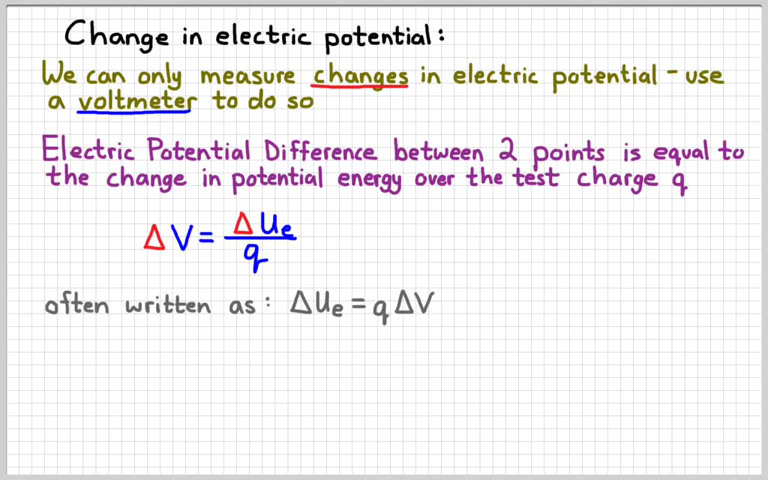 Change in electric potential:
We can only measure changes in electric potential - use
a voltmeter to do so
Electric Potential Difference between 2 points is equal to
the change in potential energy over the test charge q
ΔV = ΔUe / q
often written as: ΔUe = qΔV